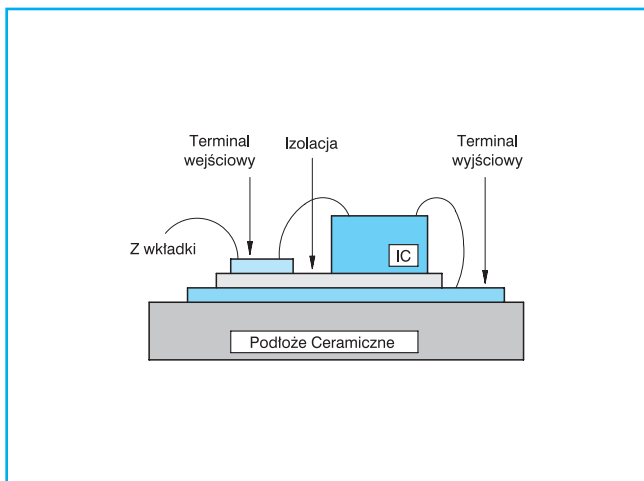 Terminal
wejściowy
Izolacja
Terminal
wyjściowy
Z wkładki
IC
Podłoże Ceramiczne